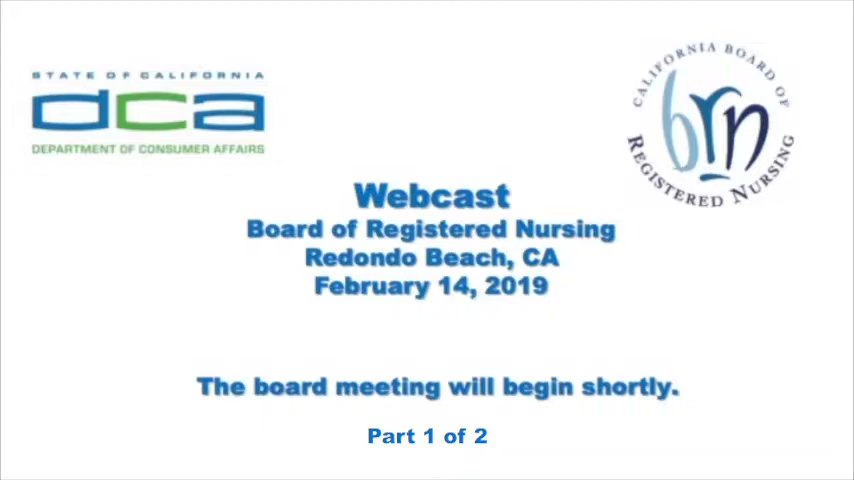 STATE OF CALIFORNIA
dca
DEPARTMENT OF CONSUMER AFFAIRS
CALIFORNIA BOARD OF
brn
REGISTERED NURSING
Webcast
Board of Registered Nursing
Redondo Beach, CA
February 14, 2019
The board meeting will begin shortly.
Part 1 of 2